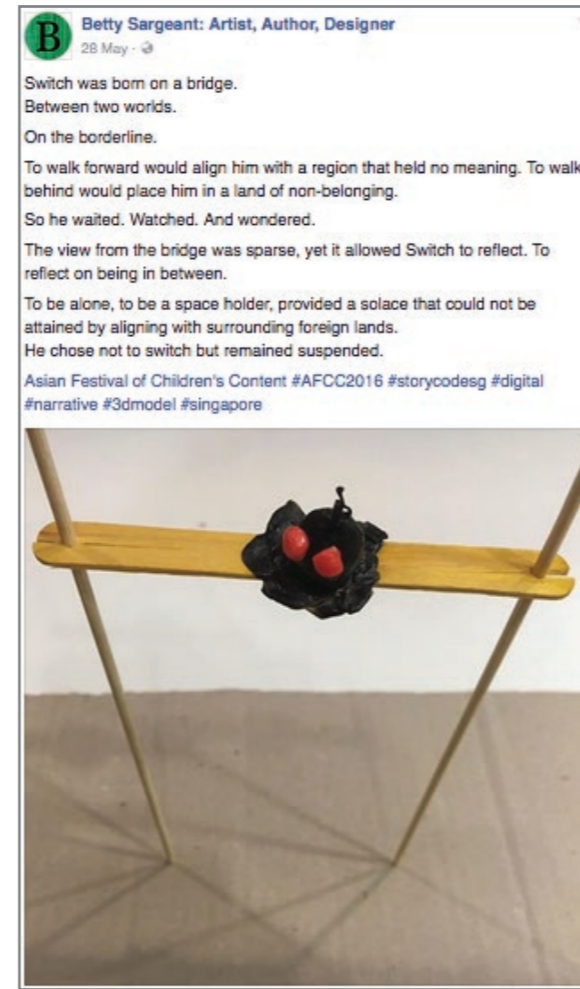 B
Betty Sargeant: Artist, Author, Designer
28 May ·
Switch was born on a bridge.
Between two worlds.
On the borderline.
To walk forward would align him with a region that held no meaning. To walk
behind would place him in a land of non-belonging.
So he waited. Watched. And wondered.
The view from the bridge was sparse, yet it allowed Switch to reflect. To
reflect on being in between.
To be alone, to be a space holder, provided a solace that could not be
attained by aligning with surrounding foreign lands.
He chose not to switch but remained suspended.
Asian Festival of Children's Content #AFCC2016 #storycodesg #digital
#narrative #3dmodel #singapore